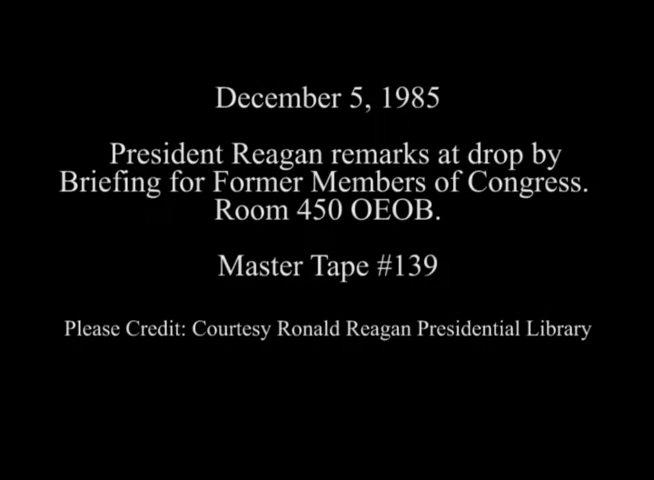 December 5, 1985
President Reagan remarks at drop by
Briefing for Former Members of Congress.
Room 450 OEOB.
Master Tape #139
Please Credit: Courtesy Ronald Reagan Presidential Library